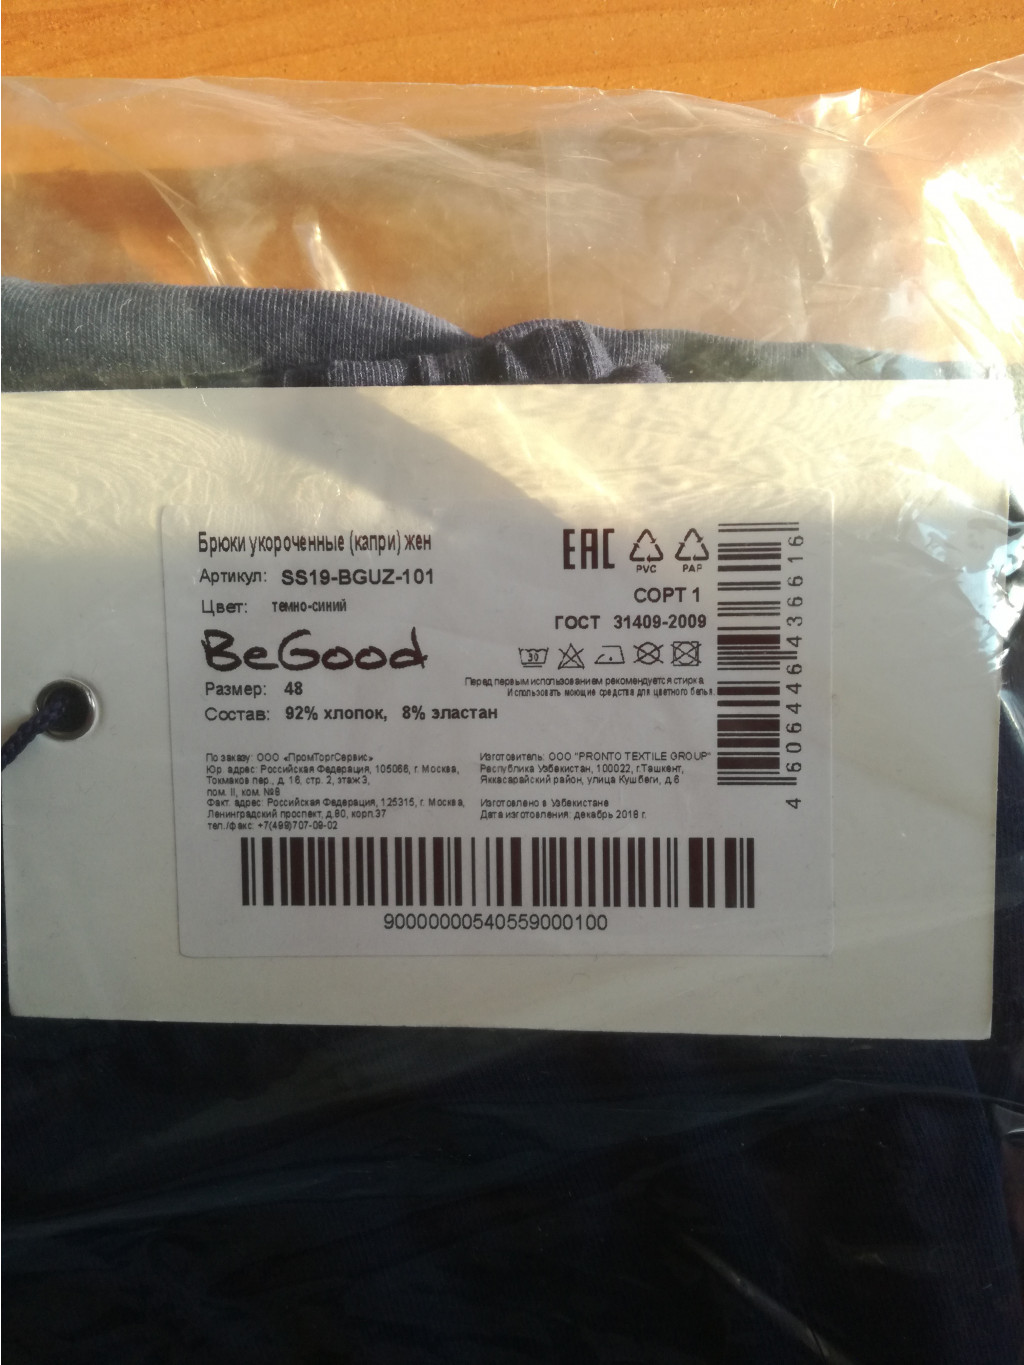 Брюки укороченные (капри) жен
Артикул: SS19-BGUZ-101
Цвет: темно-синий
BeGood
Размер: 48
Состав: 92% хлопок, 8% эластан
EAC
PVC
PAP
СОРТ 1
ГОСТ 31409-2009
30
Перед первым использованием рекомендуется стирка
Использовать моющие средства для цветного белья.
По заказу: ООО «ПромТоргСервис»
Юр. адрес: Российская Федерация, 105066, г. Москва,
Токмаков пер., д. 16, стр. 2, этаж 3,
пом. II, ком. №8
Факт. адрес: Российская Федерация, 125315, г. Москва,
Ленинградский проспект, д.80, корп.37
тел./факс: +7(499)707-09-02
Изготовитель: ООО "PRONTO TEXTILE GROUP"
Республика Узбекистан, 100022, г.Ташкент,
Яккасарайский район, улица Кушбеги, д.6
Изготовлено в Узбекистане
Дата изготовления: декабрь 2018 г.
4 606446 436616
90000000540559000100